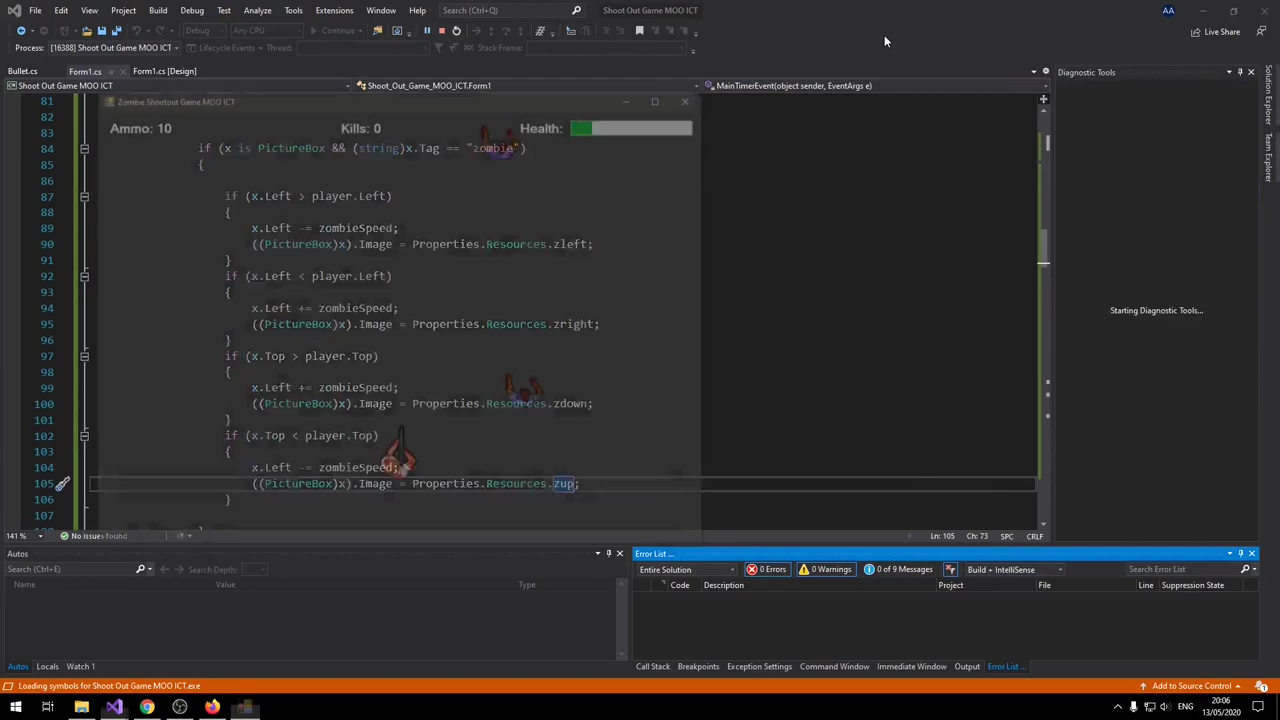 File Edit View Project Build Debug Test Analyze Tools Extensions Window Help Search (Ctrl+Q) Shoot Out Game MOO ICT AA
Debug Any CPU Continue Live Share
Process: [16388] Shoot Out Game MOO ICT Lifecycle Events Thread: Stack Frame:
Bullet.cs Form1.cs Form1.cs [Design] Diagnostic Tools
Shoot Out Game MOO ICT Shoot_Out_Game_MOO_ICT.Form1 MainTimerEvent(object sender, EventArgs e)
Zombie Shootout Game MOO ICT
Ammo: 10 Kills: 0 Health:
81
82
83
84 if (x is PictureBox && (string)x.Tag == "zombie")
85 {
86
87 if (x.Left > player.Left)
88 {
89 x.Left -= zombieSpeed;
90 ((PictureBox)x).Image = Properties.Resources.zleft;
91 }
92 if (x.Left < player.Left)
93 {
94 x.Left += zombieSpeed;
95 ((PictureBox)x).Image = Properties.Resources.zright;
96 }
97 if (x.Top > player.Top)
98 {
99 x.Left += zombieSpeed;
100 ((PictureBox)x).Image = Properties.Resources.zdown;
101 }
102 if (x.Top < player.Top)
103 {
104 x.Left -= zombieSpeed;
105 ((PictureBox)x).Image = Properties.Resources.zup;
106 }
107
Starting Diagnostic Tools...
Solution Explorer
Team Explorer
141 % No issues found Ln: 105 Ch: 73 SPC CRLF
Autos
Search (Ctrl+E) Search Depth:
Name Value Type
Autos Locals Watch 1
Error List ...
Entire Solution 0 Errors 0 Warnings 0 of 9 Messages Build + IntelliSense Search Error List
Code Description Project File Line Suppression State
Call Stack Breakpoints Exception Settings Command Window Immediate Window Output Error List ...
Loading symbols for Shoot Out Game MOO ICT.exe Add to Source Control 1
ENG 20:06
13/05/2020